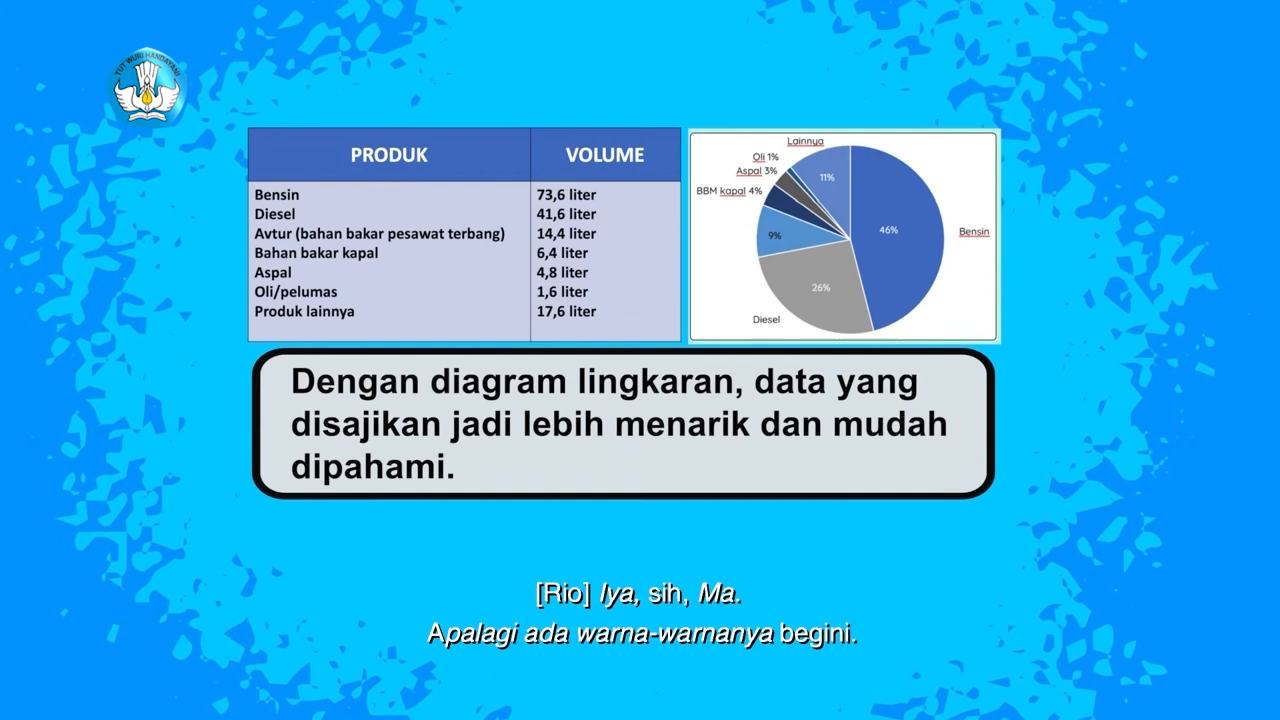 TUT WURI HANDAYANI
PRODUK VOLUME
Bensin 73,6 liter
Diesel 41,6 liter
Avtur (bahan bakar pesawat terbang) 14,4 liter
Bahan bakar kapal 6,4 liter
Aspal 4,8 liter
Oli/pelumas 1,6 liter
Produk lainnya 17,6 liter
Lainnya
Oli 1%
Aspal 3%
BBM kapal 4%
11%
9%
46%
Bensin
26%
Diesel
Dengan diagram lingkaran, data yang
disajikan jadi lebih menarik dan mudah
dipahami.
[Rio] Iya, sih, Ma.
Apalagi ada warna-warnanya begini.